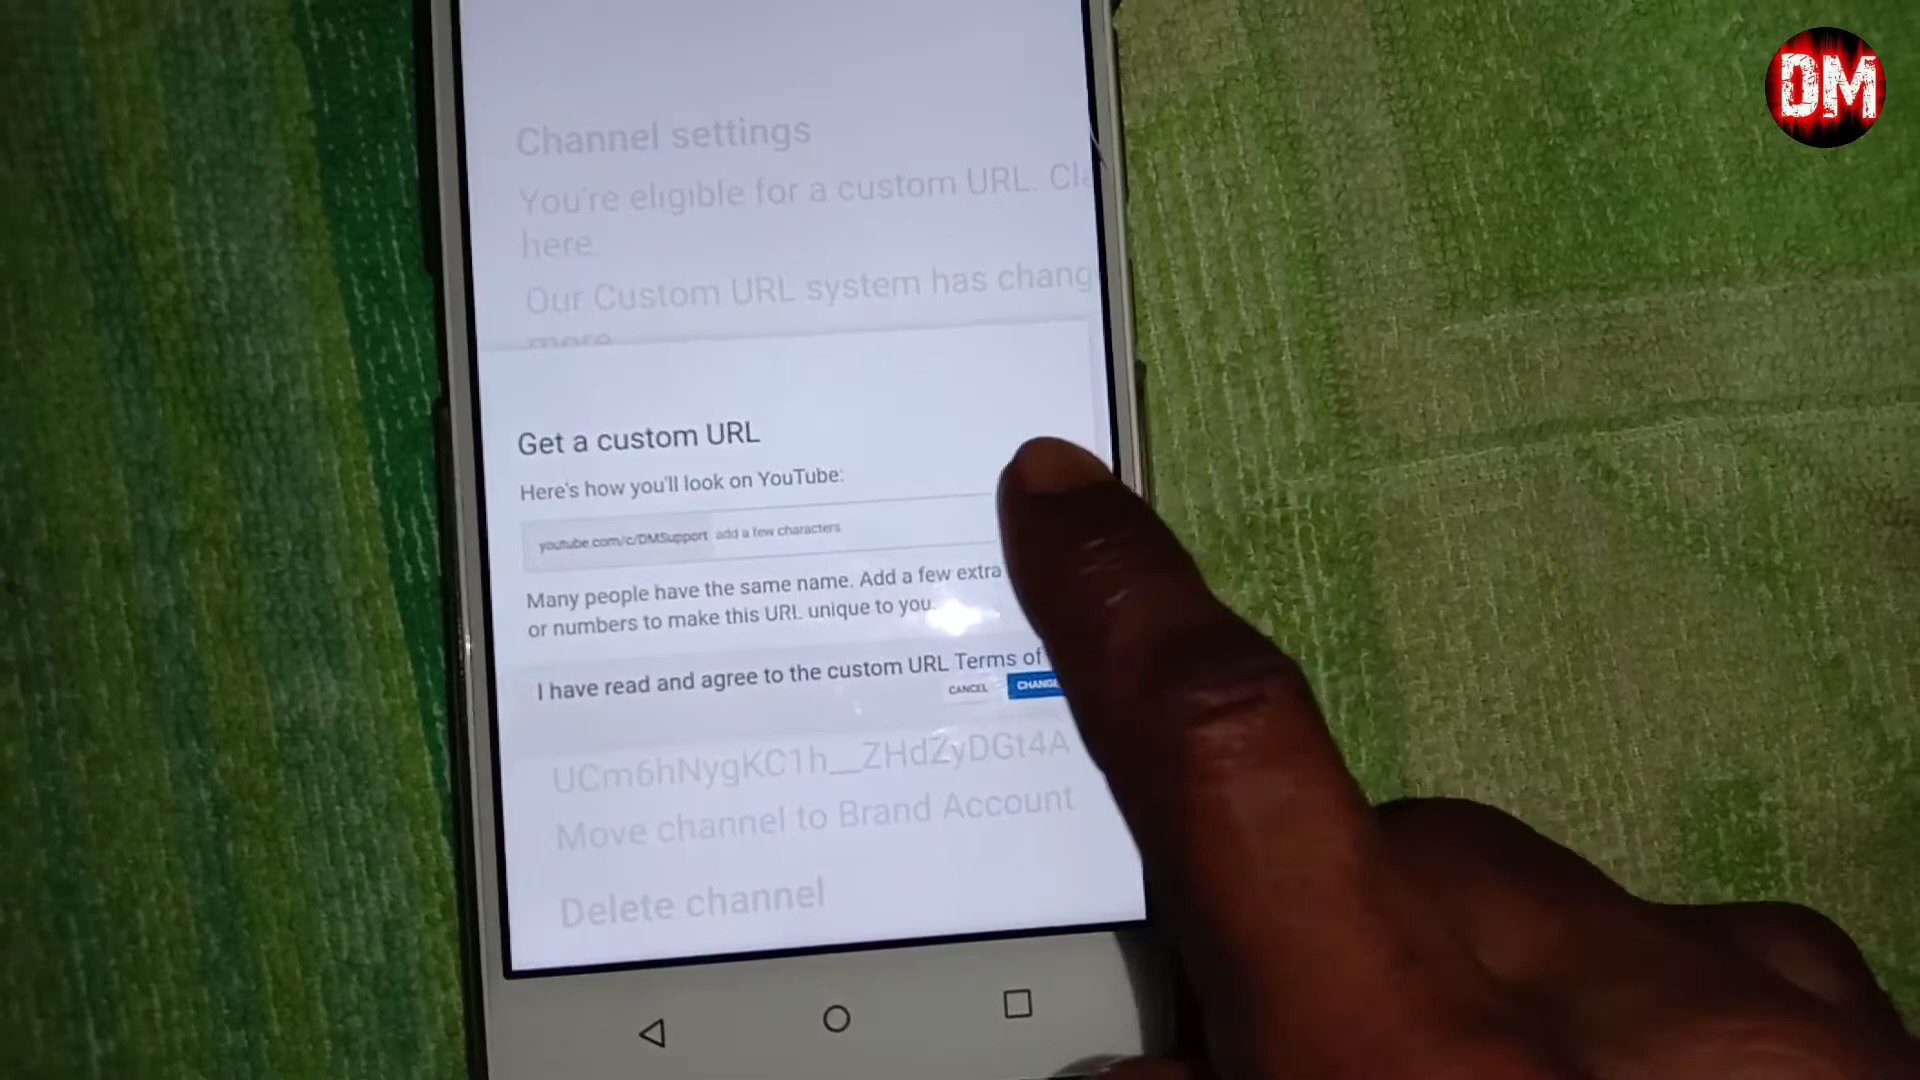 DM
Channel settings
You're eligible for a custom URL.
here.
Our Custom URL system has
more
Get a custom URL
Here's how you'll look on YouTube:
youtube.com/c/DMSupport add a few characters
Many people have the same name. Add a few extra
or numbers to make this URL unique to you.
I have read and agree to the custom URL Terms of
CANCEL CHANGE
UCm6hNygKC1h__ZHdZyDGt4A
Move channel to Brand Account
Delete channel